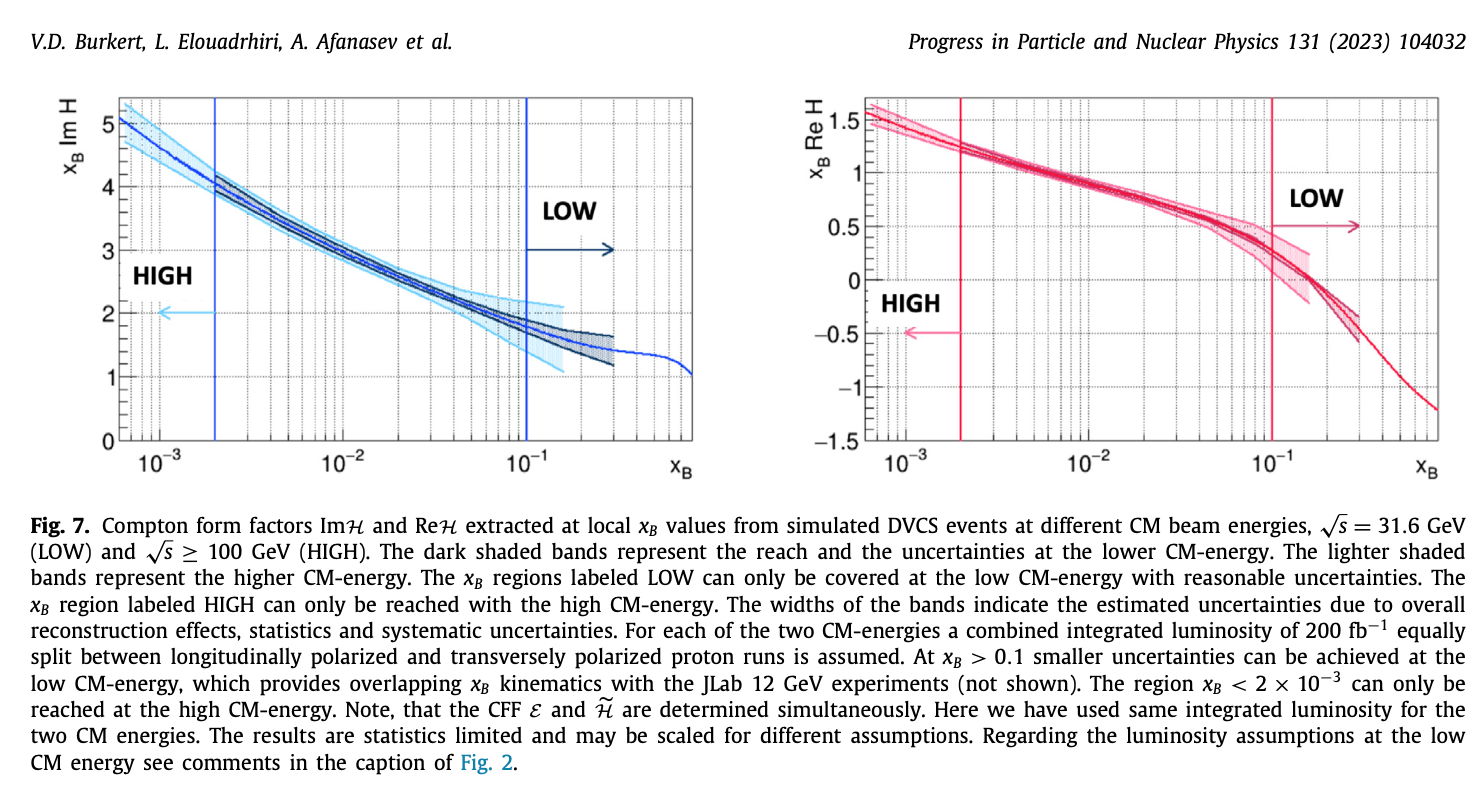 V.D. Burkert, L. Elouadrhiri, A. Afanasev et al.
Progress in Particle and Nuclear Physics 131 (2023) 104032
x_B Im H
5
4
3
2
1
0
HIGH
LOW
10⁻³
10⁻²
10⁻¹
x_B
x_B Re H
1.5
1
0.5
0
−0.5
−1
−1.5
HIGH
LOW
10⁻³
10⁻²
10⁻¹
x_B
Fig. 7. Compton form factors Imℋ and Reℋ extracted at local x_B values from simulated DVCS events at different CM beam energies, √s = 31.6 GeV
(LOW) and √s ≥ 100 GeV (HIGH). The dark shaded bands represent the reach and the uncertainties at the lower CM-energy. The lighter shaded
bands represent the higher CM-energy. The x_B regions labeled LOW can only be covered at the low CM-energy with reasonable uncertainties. The
x_B region labeled HIGH can only be reached with the high CM-energy. The widths of the bands indicate the estimated uncertainties due to overall
reconstruction effects, statistics and systematic uncertainties. For each of the two CM-energies a combined integrated luminosity of 200 fb⁻¹ equally
split between longitudinally polarized and transversely polarized proton runs is assumed. At x_B > 0.1 smaller uncertainties can be achieved at the
low CM-energy, which provides overlapping x_B kinematics with the JLab 12 GeV experiments (not shown). The region x_B < 2 × 10⁻³ can only be
reached at the high CM-energy. Note, that the CFF ℰ and ℋ̃ are determined simultaneously. Here we have used same integrated luminosity for the
two CM energies. The results are statistics limited and may be scaled for different assumptions. Regarding the luminosity assumptions at the low
CM energy see comments in the caption of Fig. 2.